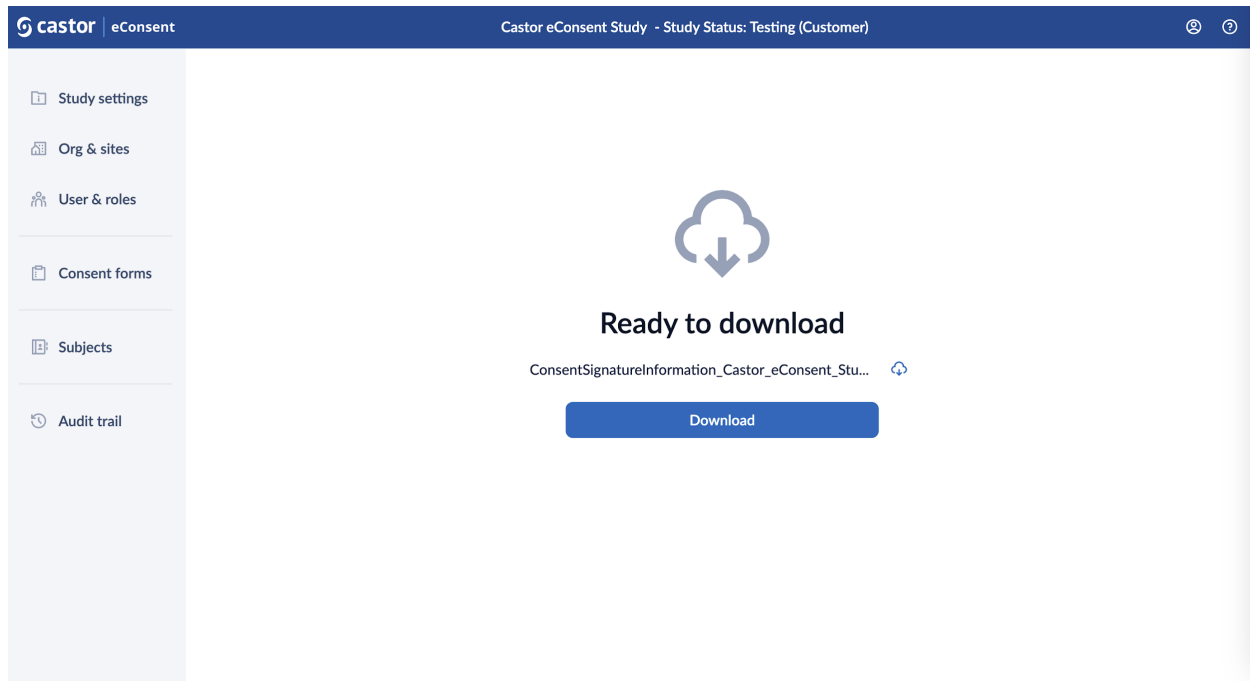 castor eConsent
Castor eConsent Study - Study Status: Testing (Customer)
Study settings
Org & sites
User & roles
Consent forms
Subjects
Audit trail
Ready to download
ConsentSignatureInformation_Castor_eConsent_Stu...
Download